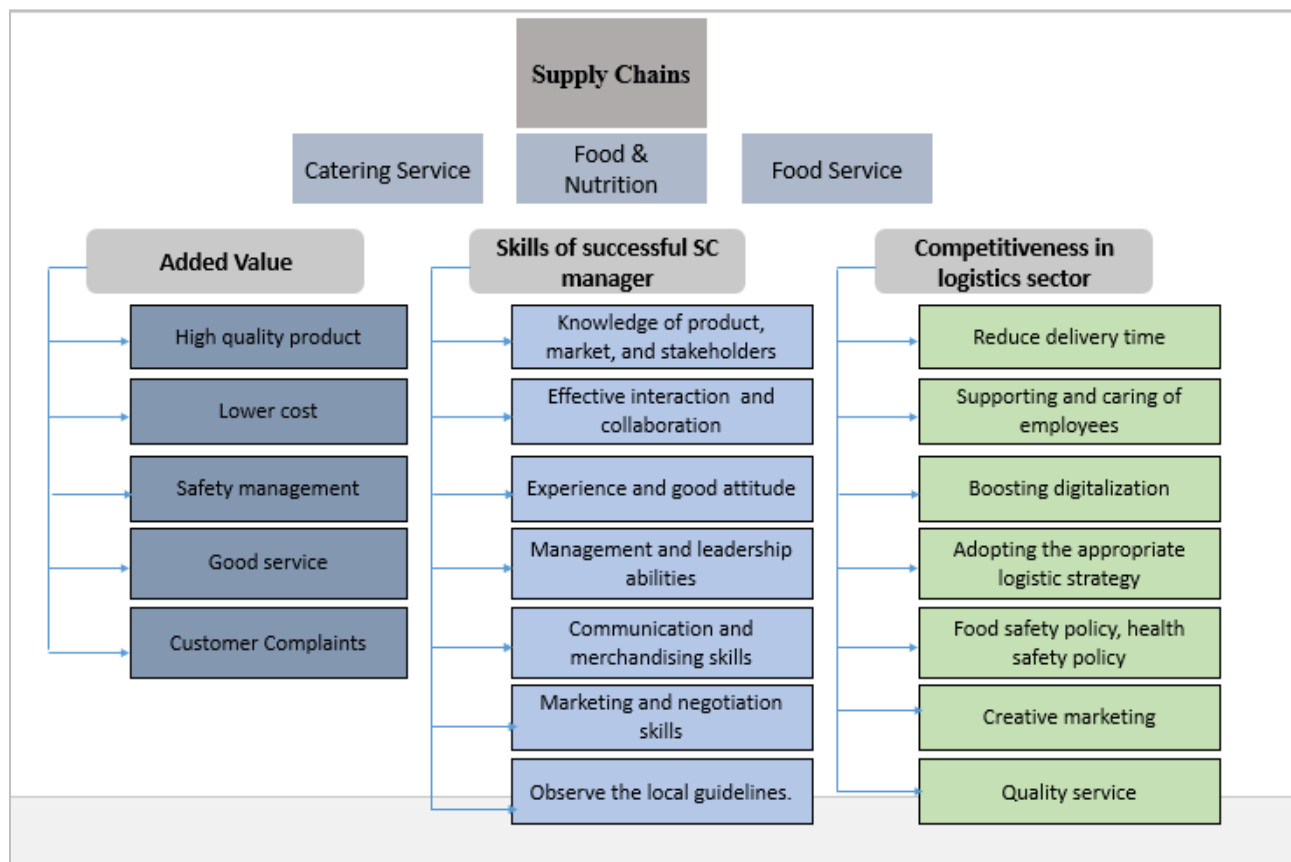 Supply Chains
Catering Service
Food &
Nutrition
Food Service
Added Value
High quality product
Lower cost
Safety management
Good service
Customer Complaints
Skills of successful SC
manager
Knowledge of product,
market, and stakeholders
Effective interaction and
collaboration
Experience and good attitude
Management and leadership
abilities
Communication and
merchandising skills
Marketing and negotiation
skills
Observe the local guidelines.
Competitiveness in
logistics sector
Reduce delivery time
Supporting and caring of
employees
Boosting digitalization
Adopting the appropriate
logistic strategy
Food safety policy, health
safety policy
Creative marketing
Quality service